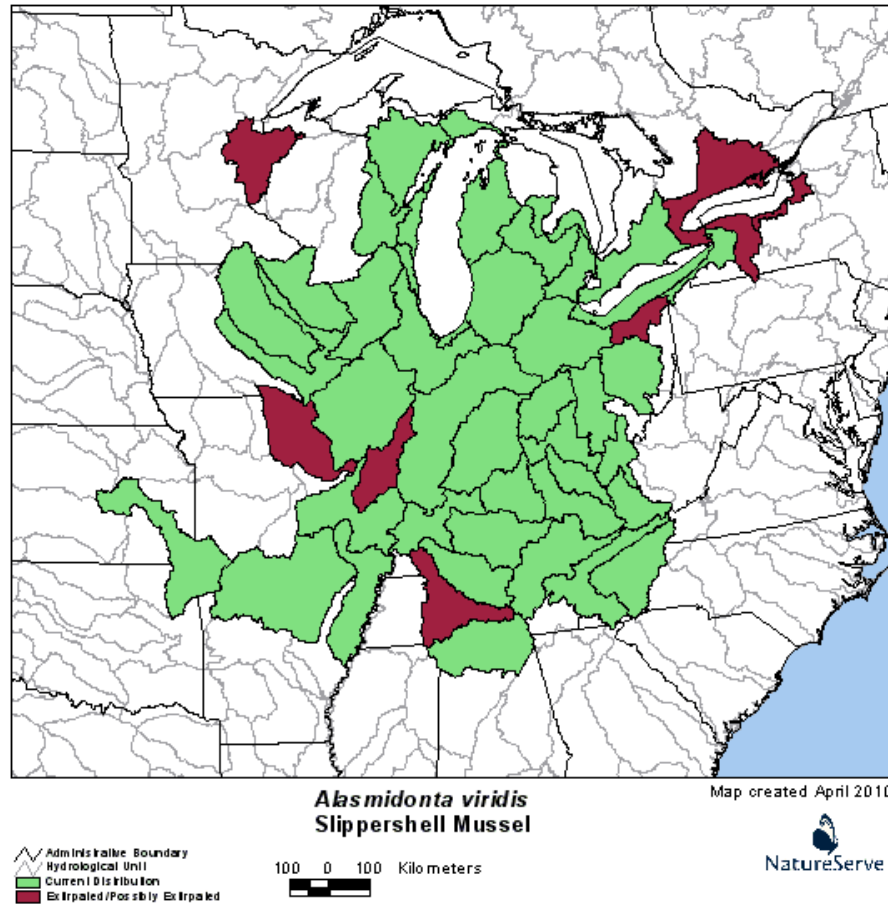 Alasmidonta viridis
Slippershell Mussel
Map created April 2010
Administrative Boundary
Hydrological Unit
Current Distribution
Extirpated/Possibly Extirpated
100 0 100 Kilometers
NatureServe